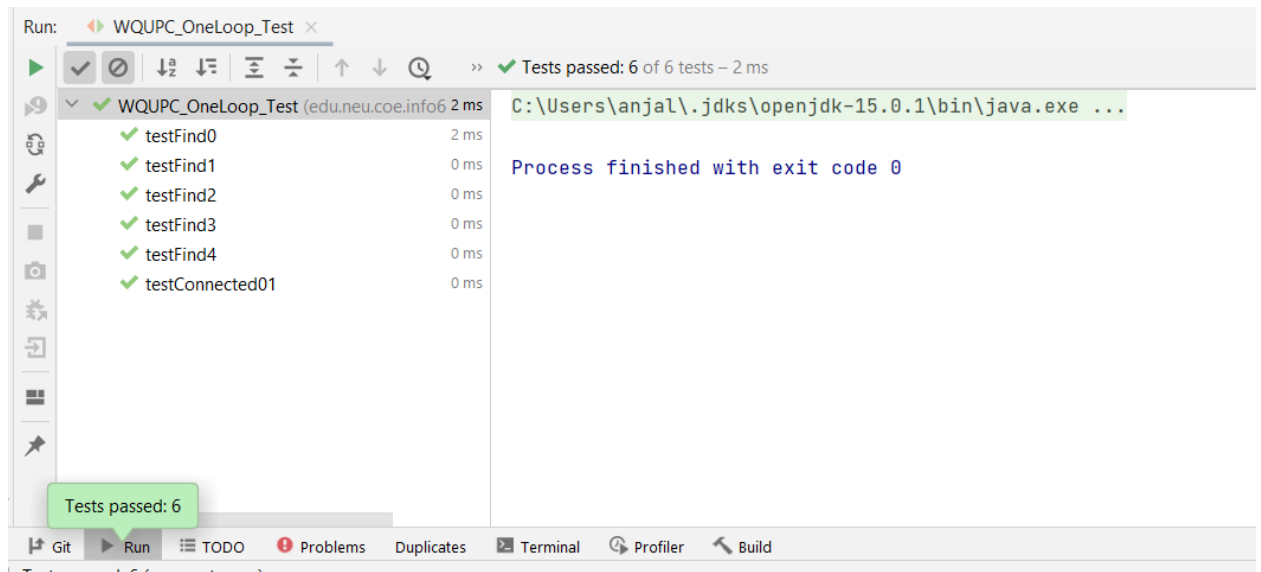 Run: WQUPC_OneLoop_Test
Tests passed: 6 of 6 tests – 2 ms
WQUPC_OneLoop_Test (edu.neu.coe.info6 2 ms
testFind0 2 ms
testFind1 0 ms
testFind2 0 ms
testFind3 0 ms
testFind4 0 ms
testConnected01 0 ms
C:\Users\anjal\.jdks\openjdk-15.0.1\bin\java.exe ...
Process finished with exit code 0
Tests passed: 6
Git Run TODO Problems Duplicates Terminal Profiler Build